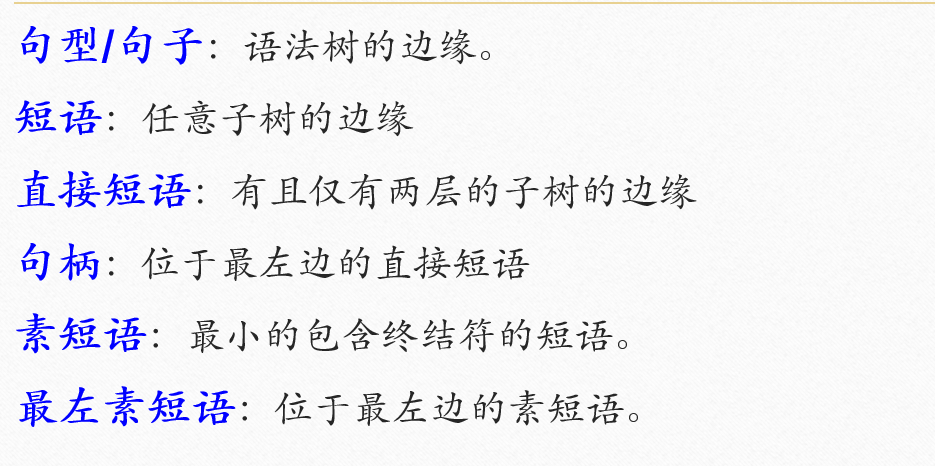 句型/句子：语法树的边缘。
短语：任意子树的边缘
直接短语：有且仅有两层的子树的边缘
句柄：位于最左边的直接短语
素短语：最小的包含终结符的短语。
最左素短语：位于最左边的素短语。